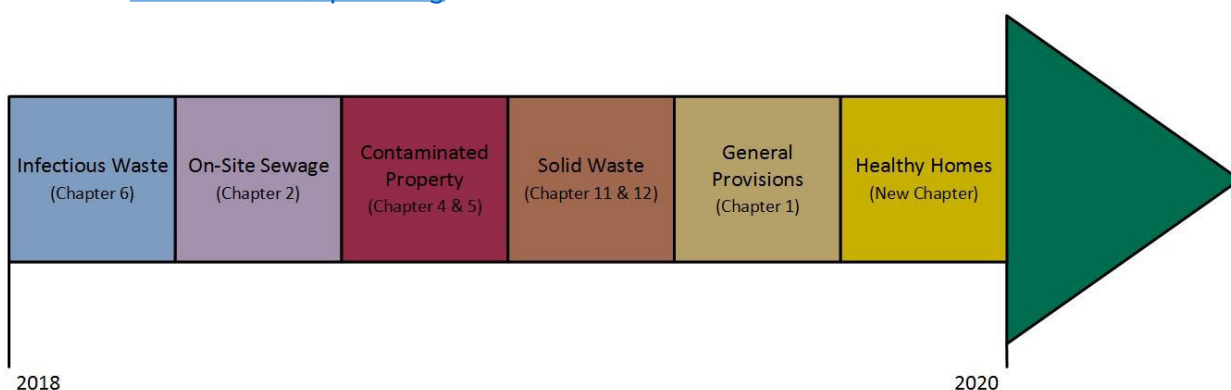 Infectious Waste
(Chapter 6)
On-Site Sewage
(Chapter 2)
Contaminated
Property
(Chapter 4 & 5)
Solid Waste
(Chapter 11 & 12)
General
Provisions
(Chapter 1)
Healthy Homes
(New Chapter)
2018
2020